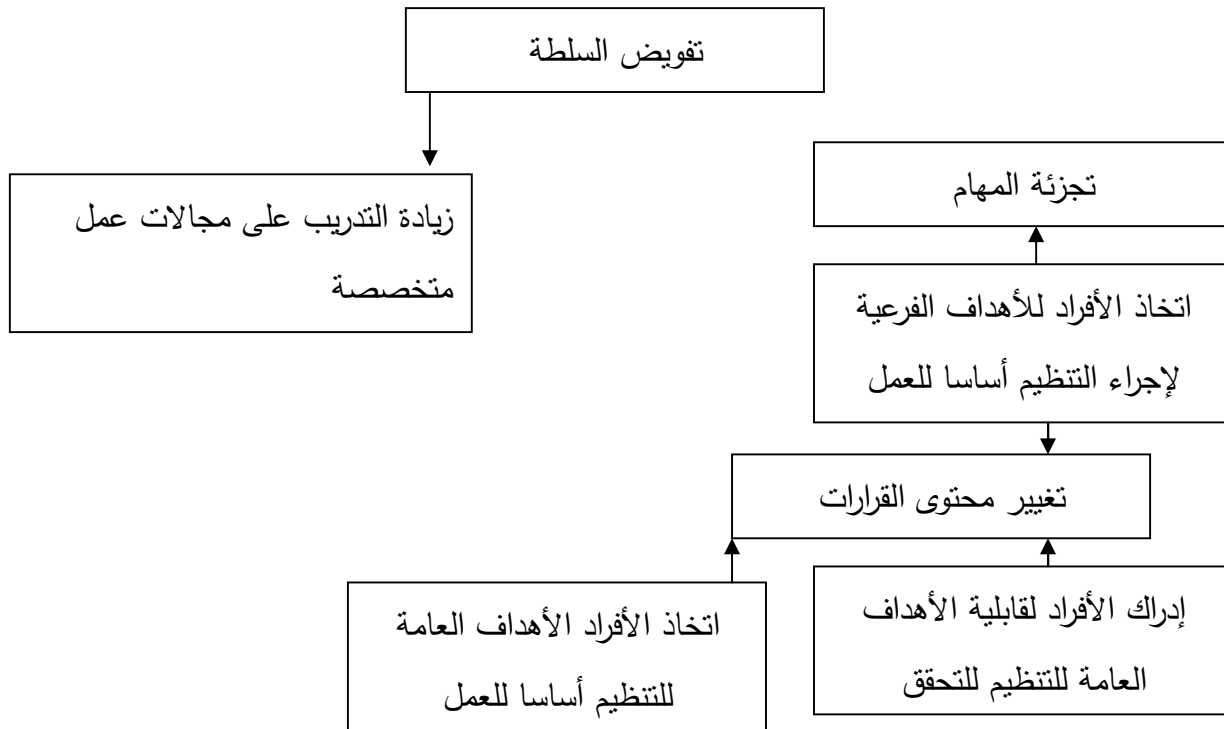 تفويض السلطة
تجزئة المهام
زيادة التدريب على مجالات عمل
متخصصة
اتخاذ الأفراد للأهداف الفرعية
لإجراء التنظيم أساسا للعمل
تغيير محتوى القرارات
إدراك الأفراد لقابلية الأهداف
العامة للتنظيم للتحقق
اتخاذ الأفراد الأهداف العامة
للتنظيم أساسا للعمل